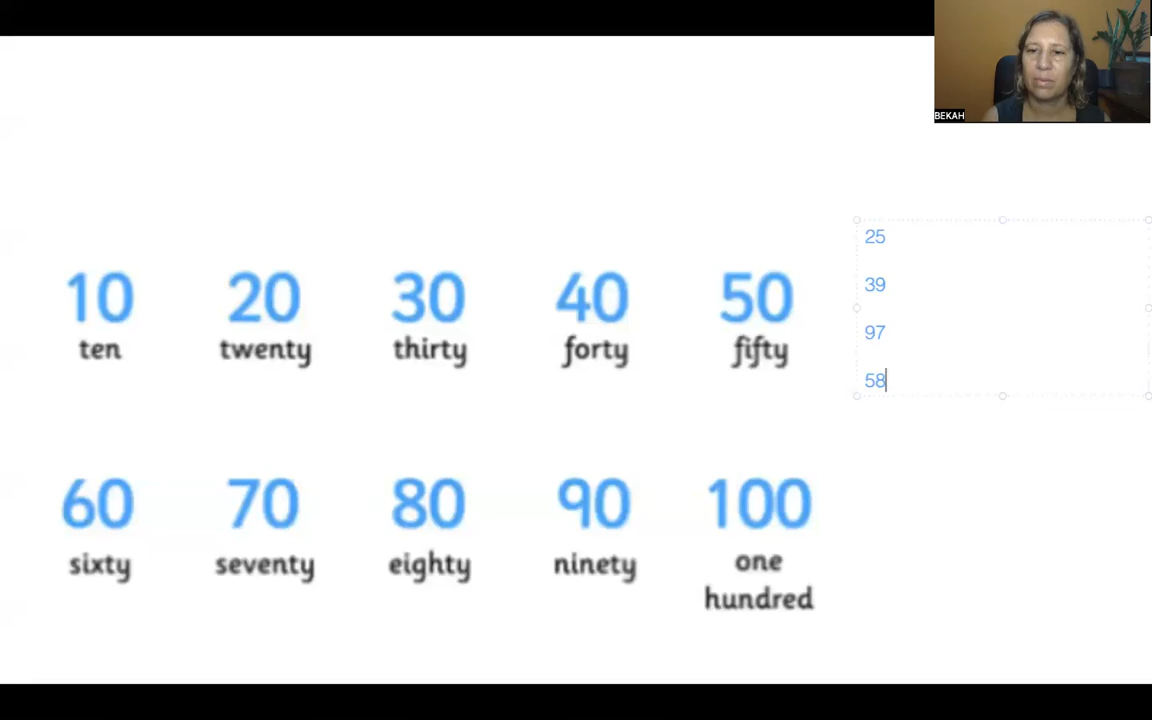 BEKAH
25
39
97
58
10 20 30 40 50
ten twenty thirty forty fifty
60 70 80 90 100
sixty seventy eighty ninety one
hundred